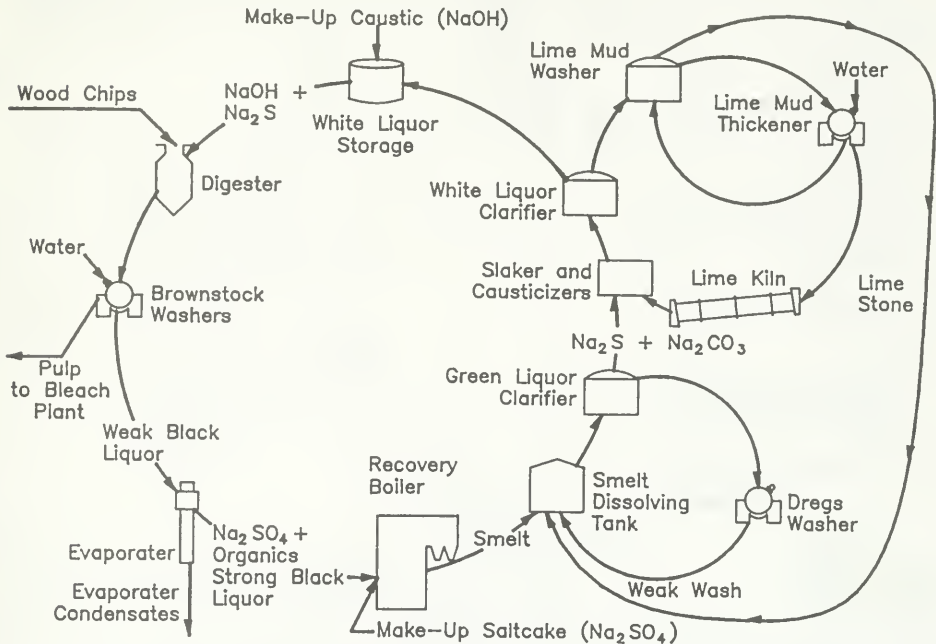 Make-Up Caustic (NaOH)
Wood Chips
NaOH +
Na₂S
White Liquor
Storage
Digester
Water
Brownstock
Washers
Pulp
to Bleach
Plant
Weak Black
Liquor
Evaporater
Evaporater
Condensates
Na₂SO₄ +
Organics
Strong Black
Liquor
Recovery
Boiler
Make-Up Saltcake (Na₂SO₄)
Smelt
Smelt
Dissolving
Tank
Weak Wash
Dregs
Washer
Green Liquor
Clarifier
Na₂S + Na₂CO₃
Slaker and
Causticizers
Lime Kiln
White Liquor
Clarifier
Lime Mud
Washer
Lime Mud
Thickener
Water
Lime
Stone